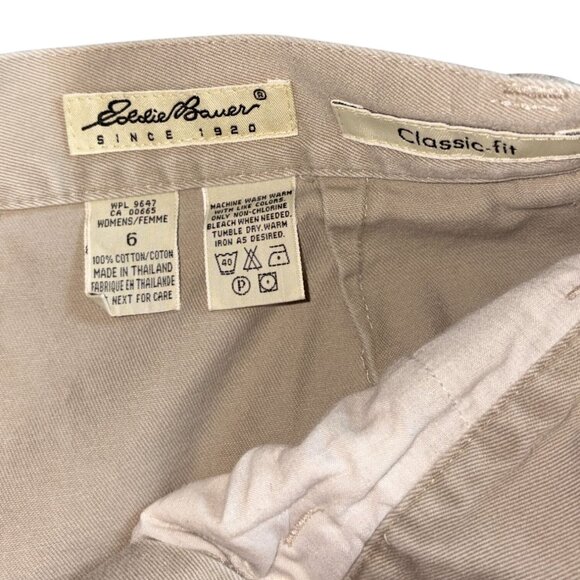 Eddie Bauer®
SINCE 1920
Classic-fit
WPL 9647
CA 00665
WOMENS/FEMME
6
100% COTTON/COTON
MADE IN THAILAND
FABRIQUE EN THAILANDE
NEXT FOR CARE
MACHINE WASH WARM
WITH LIKE COLORS.
ONLY NON-CHLORINE
BLEACH WHEN NEEDED.
TUMBLE DRY. WARM
IRON AS DESIRED.
40
P